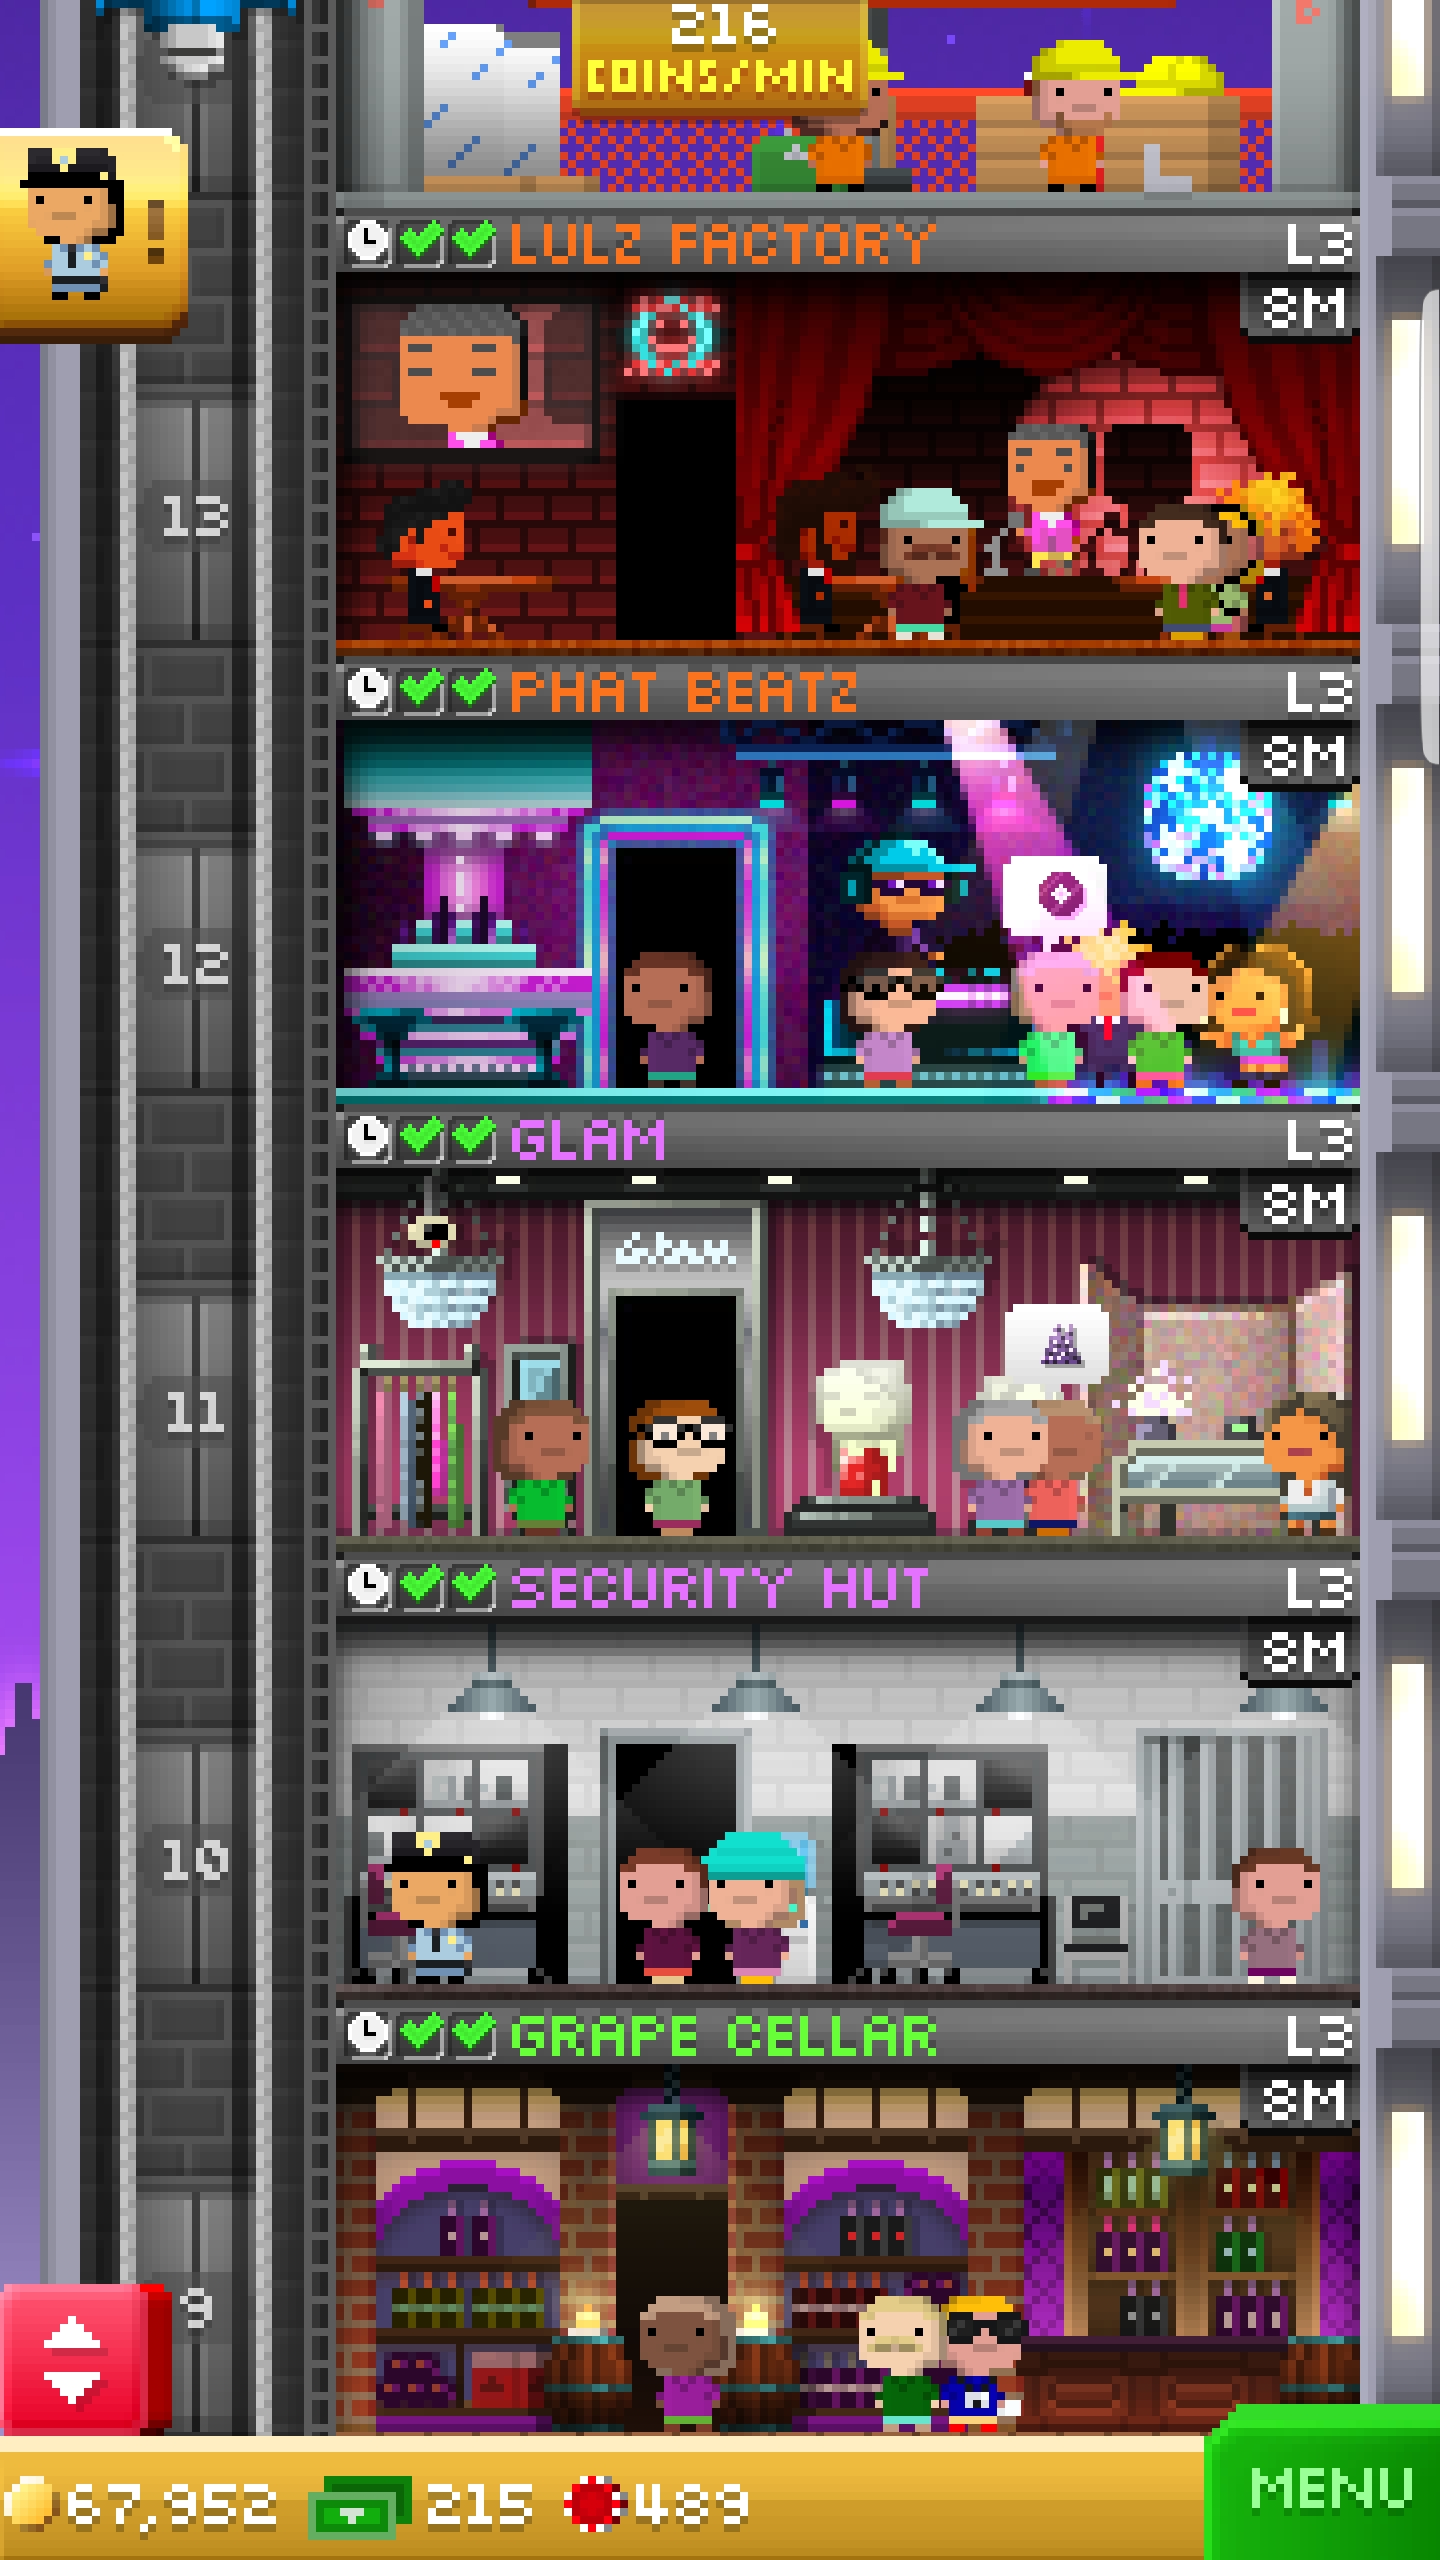 216
COINS/MIN
!
LULZ FACTORY L3
8M
13
PHAT BEATZ L3
8M
12
GLAM L3
8M
Glam
11
SECURITY HUT L3
8M
10
GRAPE CELLAR L3
8M
9
67,952 215 489
MENU